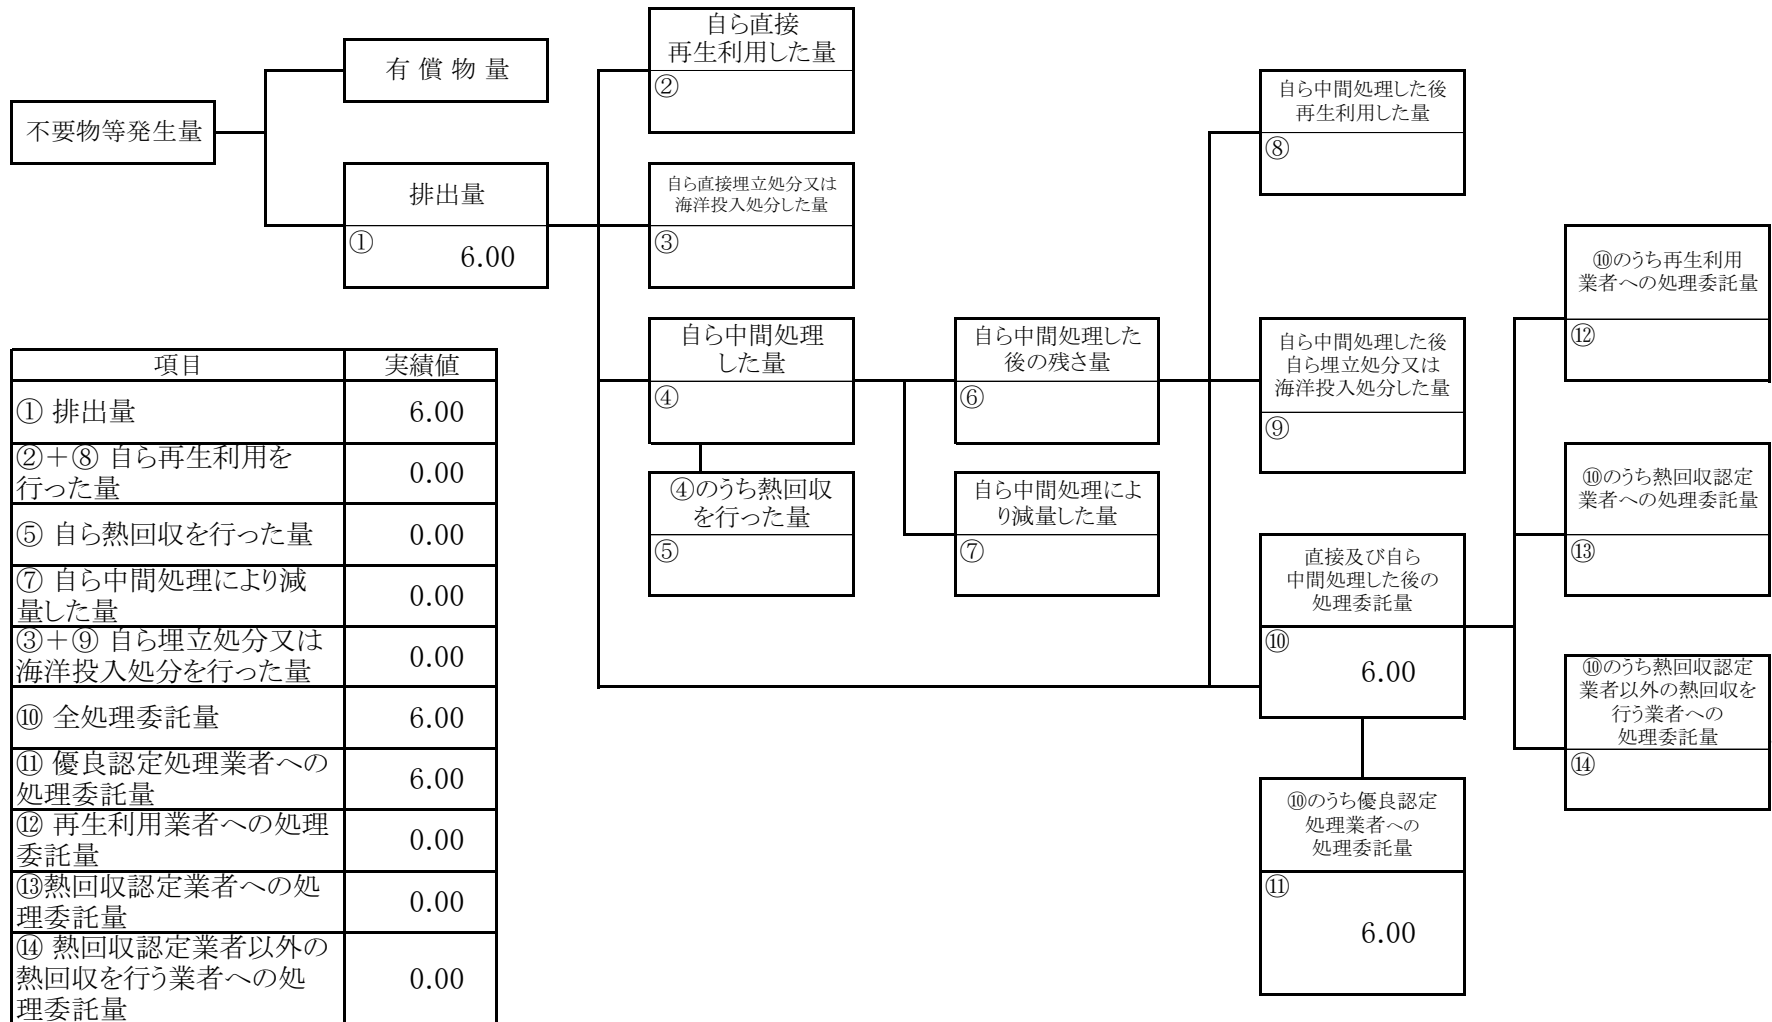 不要物等発生量
有 償 物 量
排出量
①
6.00
自ら直接
再生利用した量
②
自ら直接埋立処分又は
海洋投入処分した量
③
自ら中間処理
した量
④
④のうち熱回収
を行った量
⑤
自ら中間処理した
後の残さ量
⑥
自ら中間処理によ
り減量した量
⑦
自ら中間処理した後
再生利用した量
⑧
自ら中間処理した後
自ら埋立処分又は
海洋投入処分した量
⑨
直接及び自ら
中間処理した後の
処理委託量
⑩
6.00
⑩のうち優良認定
処理業者への
処理委託量
⑪
6.00
⑩のうち再生利用
業者への処理委託量
⑫
⑩のうち熱回収認定
業者への処理委託量
⑬
⑩のうち熱回収認定
業者以外の熱回収を
行う業者への
処理委託量
⑭
項目 実績値
① 排出量 6.00
②＋⑧ 自ら再生利用を
行った量 0.00
⑤ 自ら熱回収を行った量 0.00
⑦ 自ら中間処理により減
量した量 0.00
③＋⑨ 自ら埋立処分又は
海洋投入処分を行った量 0.00
⑩ 全処理委託量 6.00
⑪ 優良認定処理業者への
処理委託量 6.00
⑫ 再生利用業者への処理
委託量 0.00
⑬熱回収認定業者への処
理委託量 0.00
⑭ 熱回収認定業者以外の
熱回収を行う業者への処
理委託量 0.00